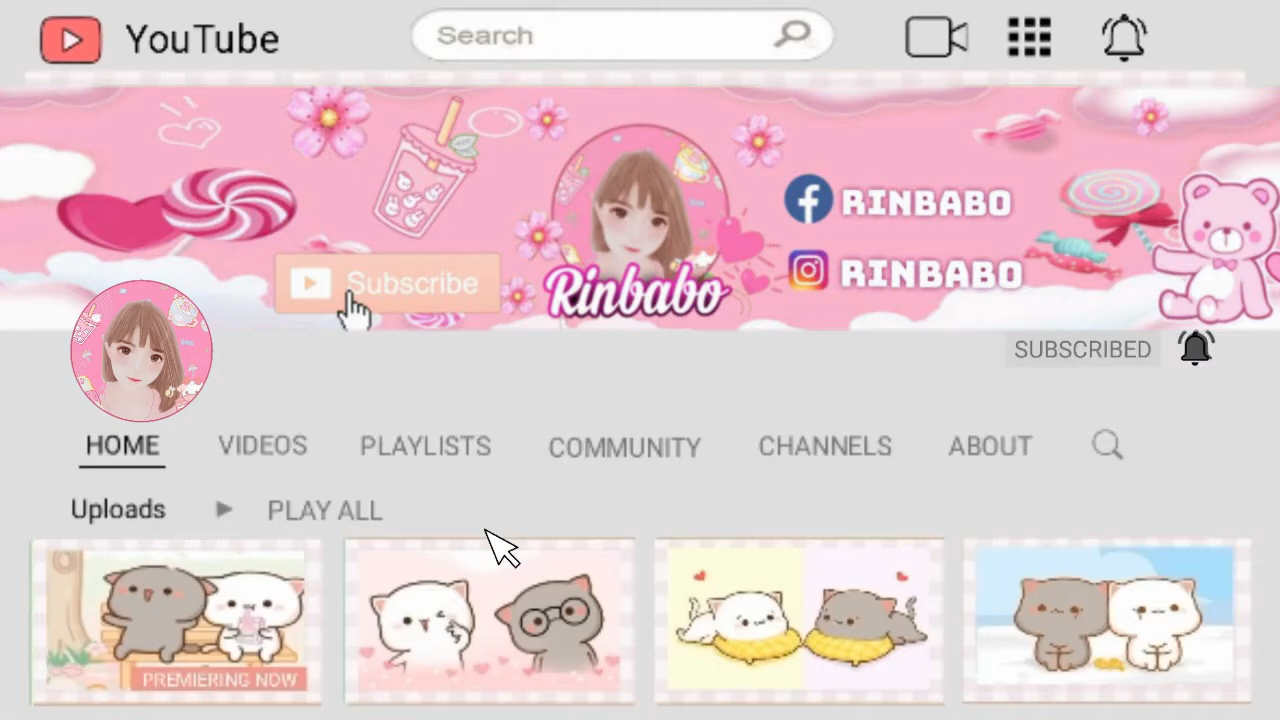 YouTube
Search
RINBABO
Subscribe
Rinbabo
RINBABO
SUBSCRIBED
HOME VIDEOS PLAYLISTS COMMUNITY CHANNELS ABOUT
Uploads PLAY ALL
PREMIERING NOW